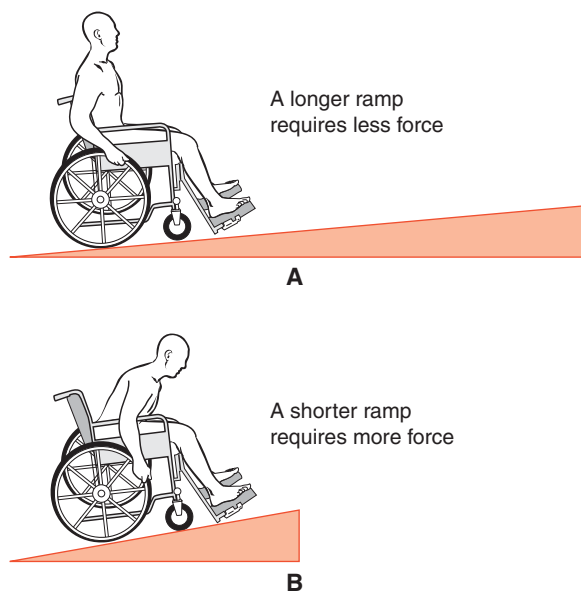 A longer ramp
requires less force
A
A shorter ramp
requires more force
B